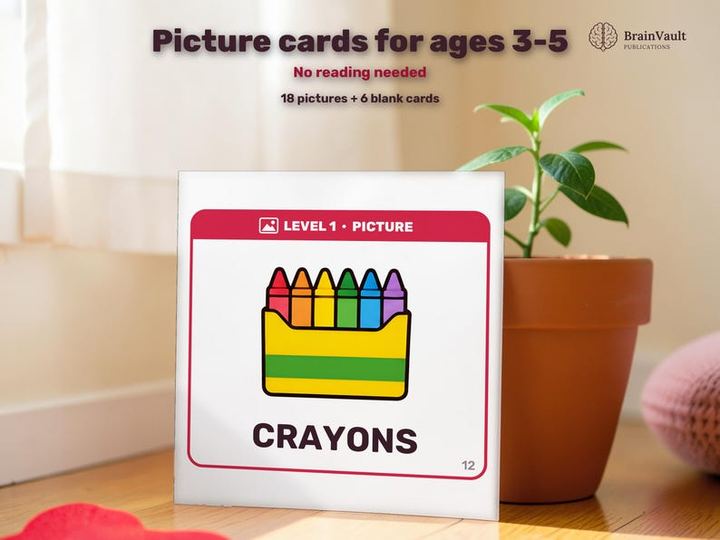 Picture cards for ages 3-5
BrainVault
PUBLICATIONS
No reading needed
18 pictures + 6 blank cards
LEVEL 1 • PICTURE
CRAYONS
12